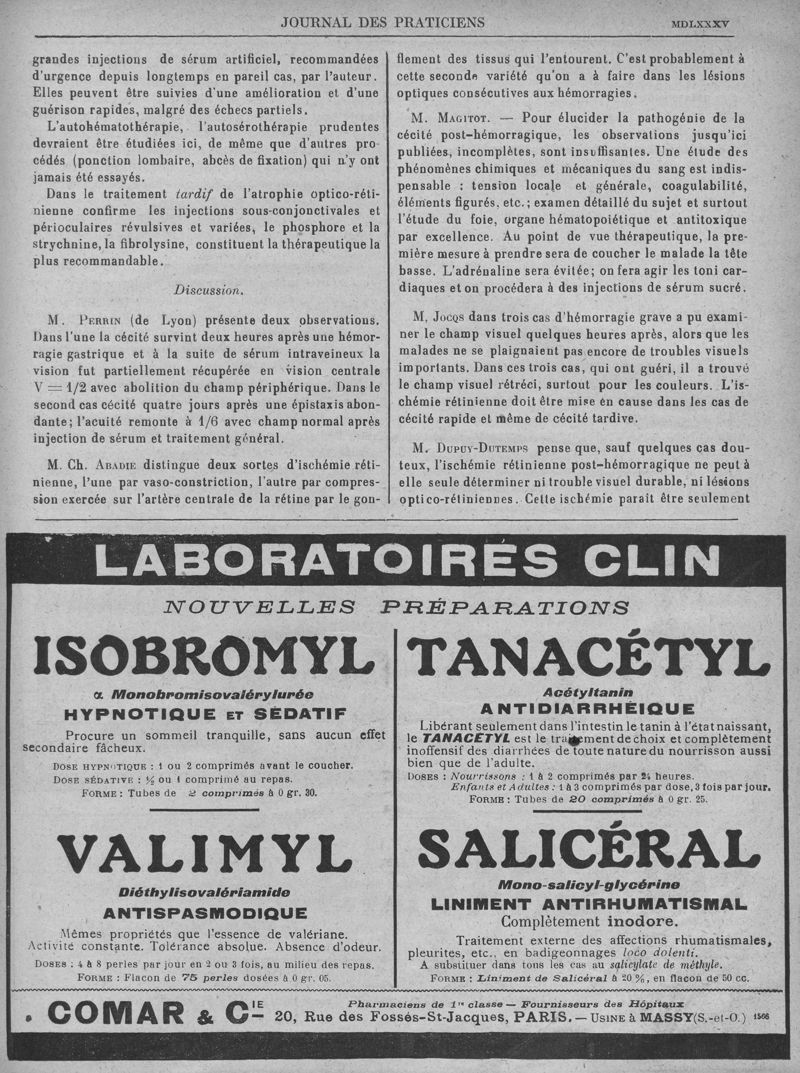 JOURNAL DES PRATICIENS
MDLXXXV
grandes injections de sérum artificiel, recommandées
d'urgence depuis longtemps en pareil cas, par l'auteur.
Elles peuvent être suivies d'une amélioration et d'une
guérison rapides, malgré des échecs partiels.
L'autohématothérapie, l'autosérothérapie prudentes
devraient être étudiées ici, de même que d'autres pro-
cédés (ponction lombaire, abcès de fixation) qui n'y ont
jamais été essayés.
Dans le traitement tardif de l'atrophie optico-réti-
nienne confirme les injections sous-conjonctivales et
périoculaires révulsives et variées, le phosphore et la
strychnine, la fibrolysine, constituent la thérapeutique la
plus recommandable.
Discussion.
M. PERRIN (de Lyon) présente deux observations.
Dans l'une la cécité survint deux heures après une hémor-
ragie gastrique et à la suite de sérum intraveineux la
vision fut partiellement récupérée en vision centrale
V = 1/2 avec abolition du champ périphérique. Dans le
second cas cécité quatre jours après une épistaxis abon-
dante; l'acuité remonte à 1/6 avec champ normal après
injection de sérum et traitement général.
M. Ch. ABADIE distingue deux sortes d'ischémie réti-
nienne, l'une par vaso-constriction, l'autre par compres-
sion exercée sur l'artère centrale de la rétine par le gon-
flement des tissus qui l'entourent. C'est probablement à
cette seconde variété qu'on a à faire dans les lésions
optiques consécutives aux hémorragies.
M. MAGITOT. — Pour élucider la pathogénie de la
cécité post-hémorragique, les observations jusqu'ici
publiées, incomplètes, sont insuffisantes. Une étude des
phénomènes chimiques et mécaniques du sang est indis-
pensable : tension locale et générale, coagulabilité,
éléments figurés, etc.; examen détaillé du sujet et surtout
l'étude du foie, organe hématopoiétique et antitoxique
par excellence. Au point de vue thérapeutique, la pre-
mière mesure à prendre sera de coucher le malade la tête
basse. L'adrénaline sera évitée; on fera agir les toni car-
diaques et on procédera à des injections de sérum sucré.
M. JOCQS dans trois cas d'hémorragie grave a pu exami-
ner le champ visuel quelques heures après, alors que les
malades ne se plaignaient pas encore de troubles visuels
importants. Dans ces trois cas, qui ont guéri, il a trouvé
le champ visuel rétréci, surtout pour les couleurs. L'is-
chémie rétinienne doit être mise en cause dans les cas de
cécité rapide et même de cécité tardive.
M. DUPUY-DUTEMPS pense que, sauf quelques cas dou-
teux, l'ischémie rétinienne post-hémorragique ne peut à
elle seule déterminer ni trouble visuel durable, ni lésions
optico-rétiniennes. Cette ischémie paraît être seulement
LABORATOIRES CLIN
NOUVELLES PRÉPARATIONS
ISOBROMYL
α Monobromisovalérylurée
HYPNOTIQUE ET SÉDATIF
Procure un sommeil tranquille, sans aucun effet
secondaire fâcheux.
DOSE HYPNOTIQUE : 1 ou 2 comprimés avant le coucher.
DOSE SÉDATIVE : ½ ou 1 comprimé au repas.
FORME : Tubes de 2 comprimés à 0 gr. 30.
VALIMYL
Diéthylisovalériamide
ANTISPASMODIQUE
Mêmes propriétés que l'essence de valériane.
Activité constante. Tolérance absolue. Absence d'odeur.
DOSES : 4 à 8 perles par jour en 2 ou 3 fois, au milieu des repas.
FORME : Flacon de 75 perles dosées à 0 gr. 05.
TANACÉTYL
Acétyltanin
ANTIDIARRHÉIQUE
Libérant seulement dans l'intestin le tanin à l'état naissant,
le TANACÉTYL est le traitement de choix et complètement
inoffensif des diarrhées de toute nature du nourrisson aussi
bien que de l'adulte.
DOSES : Nourrissons : 1 à 2 comprimés par 24 heures.
Enfants et Adultes : 1 à 3 comprimés par dose, 3 fois par jour.
FORME : Tubes de 20 comprimés à 0 gr. 25.
SALICÉRAL
Mono-salicyl-glycérine
LINIMENT ANTIRHUMATISMAL
Complètement inodore.
Traitement externe des affections rhumatismales,
pleurites, etc., en badigeonnages loco dolenti.
A substituer dans tous les cas au salicylate de méthyle.
FORME : Liniment de Salicéral à 20 %, en flacon de 50 cc.
COMAR & CIE
Pharmaciens de 1re classe — Fournisseurs des Hôpitaux
20, Rue des Fossés-St-Jacques, PARIS. — USINE à MASSY (S.-et-O.) 1566